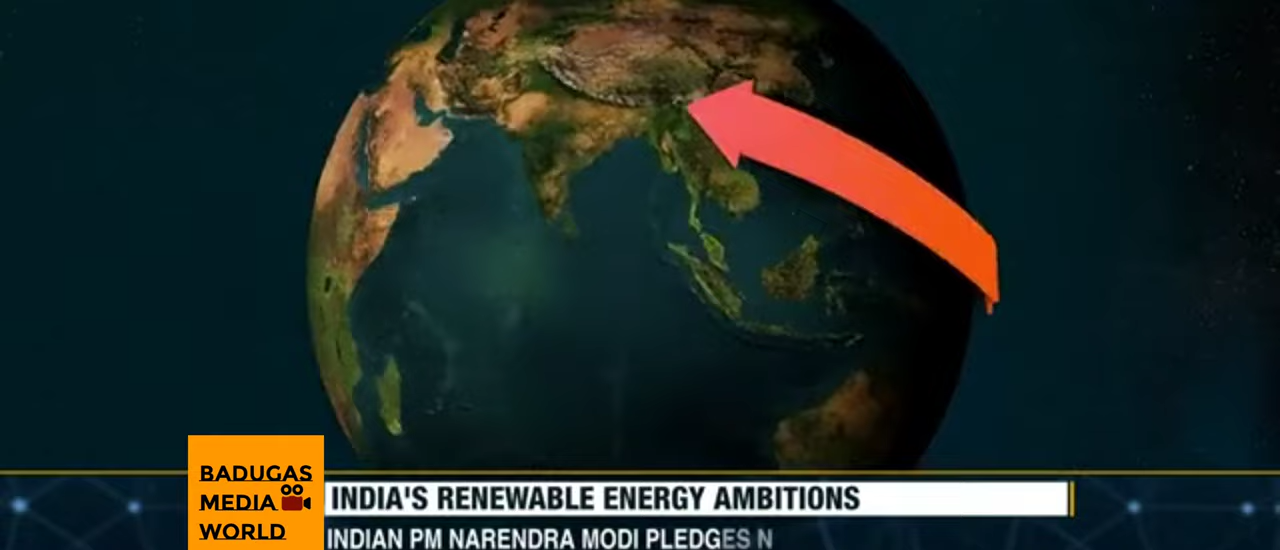 BADUGAS
MEDIA
WORLD
INDIA'S RENEWABLE ENERGY AMBITIONS
INDIAN PM NARENDRA MODI PLEDGES N